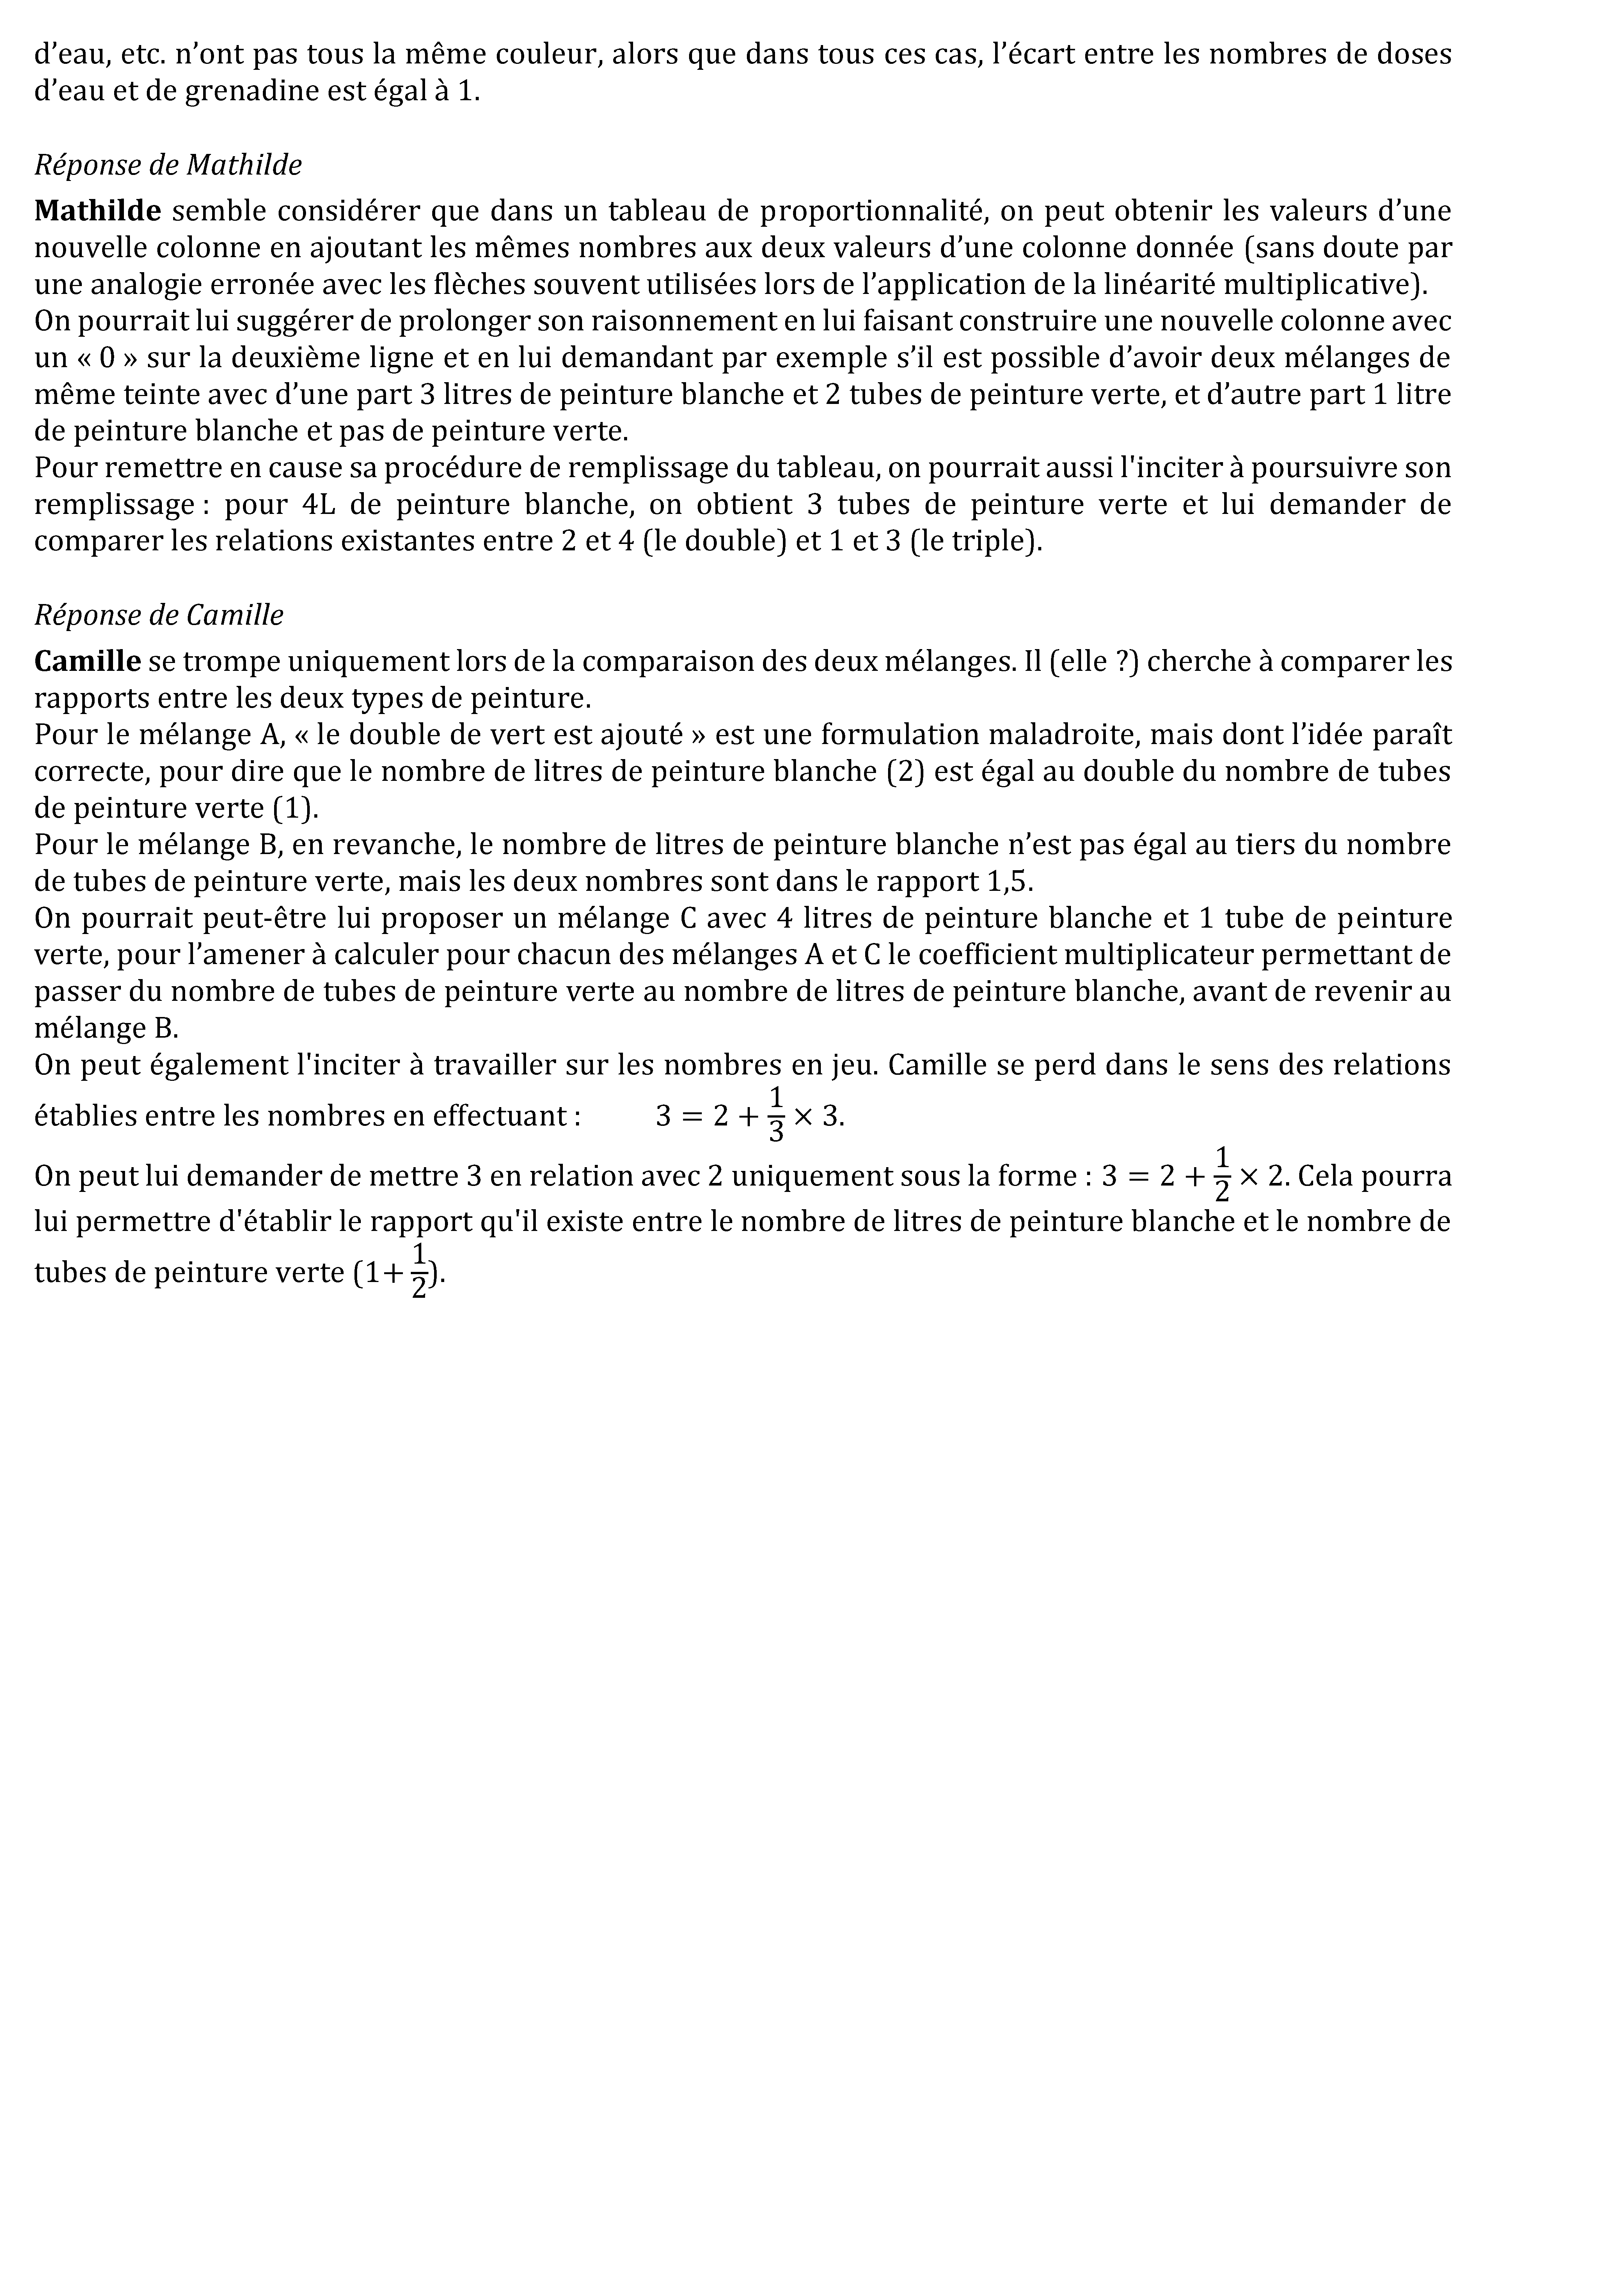 d’eau, etc. n’ont pas tous la même couleur, alors que dans tous ces cas, l’écart entre les nombres de doses
d’eau et de grenadine est égal à 1.
Réponse de Mathilde
Mathilde semble considérer que dans un tableau de proportionnalité, on peut obtenir les valeurs d’une
nouvelle colonne en ajoutant les mêmes nombres aux deux valeurs d’une colonne donnée (sans doute par
une analogie erronée avec les flèches souvent utilisées lors de l’application de la linéarité multiplicative).
On pourrait lui suggérer de prolonger son raisonnement en lui faisant construire une nouvelle colonne avec
un « 0 » sur la deuxième ligne et en lui demandant par exemple s’il est possible d’avoir deux mélanges de
même teinte avec d’une part 3 litres de peinture blanche et 2 tubes de peinture verte, et d’autre part 1 litre
de peinture blanche et pas de peinture verte.
Pour remettre en cause sa procédure de remplissage du tableau, on pourrait aussi l'inciter à poursuivre son
remplissage : pour 4L de peinture blanche, on obtient 3 tubes de peinture verte et lui demander de
comparer les relations existantes entre 2 et 4 (le double) et 1 et 3 (le triple).
Réponse de Camille
Camille se trompe uniquement lors de la comparaison des deux mélanges. Il (elle ?) cherche à comparer les
rapports entre les deux types de peinture.
Pour le mélange A, « le double de vert est ajouté » est une formulation maladroite, mais dont l’idée paraît
correcte, pour dire que le nombre de litres de peinture blanche (2) est égal au double du nombre de tubes
de peinture verte (1).
Pour le mélange B, en revanche, le nombre de litres de peinture blanche n’est pas égal au tiers du nombre
de tubes de peinture verte, mais les deux nombres sont dans le rapport 1,5.
On pourrait peut-être lui proposer un mélange C avec 4 litres de peinture blanche et 1 tube de peinture
verte, pour l’amener à calculer pour chacun des mélanges A et C le coefficient multiplicateur permettant de
passer du nombre de tubes de peinture verte au nombre de litres de peinture blanche, avant de revenir au
mélange B.
On peut également l'inciter à travailler sur les nombres en jeu. Camille se perd dans le sens des relations
établies entre les nombres en effectuant : 3 = 2 + 1/3 × 3.
On peut lui demander de mettre 3 en relation avec 2 uniquement sous la forme : 3 = 2 + 1/2 × 2. Cela pourra
lui permettre d'établir le rapport qu'il existe entre le nombre de litres de peinture blanche et le nombre de
tubes de peinture verte (1+ 1/2).